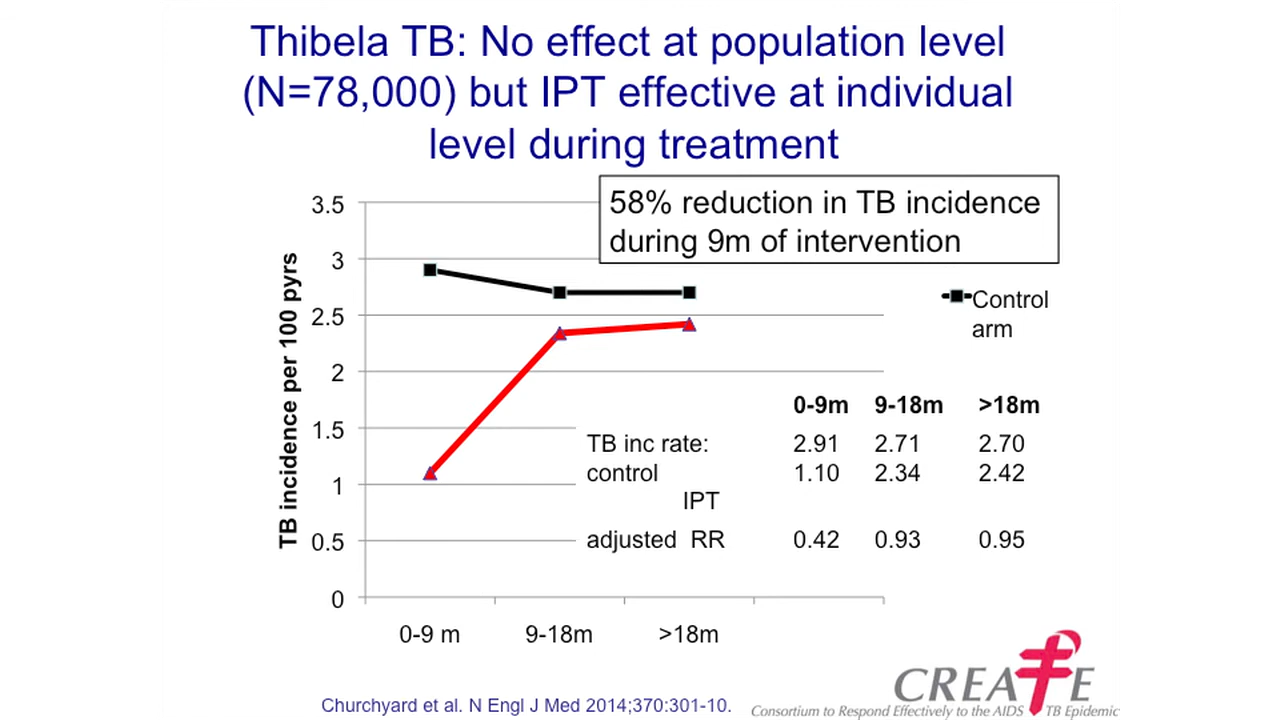 Thibela TB: No effect at population level
(N=78,000) but IPT effective at individual
level during treatment
58% reduction in TB incidence
during 9m of intervention
TB incidence per 100 pyrs
3.5
3
2.5
2
1.5
1
0.5
0
0-9 m 9-18m >18m
Control
arm
0-9m 9-18m >18m
TB inc rate: 2.91 2.71 2.70
control 1.10 2.34 2.42
IPT
adjusted RR 0.42 0.93 0.95
Churchyard et al. N Engl J Med 2014;370:301-10.
CREATE
Consortium to Respond Effectively to the AIDS TB Epidemic